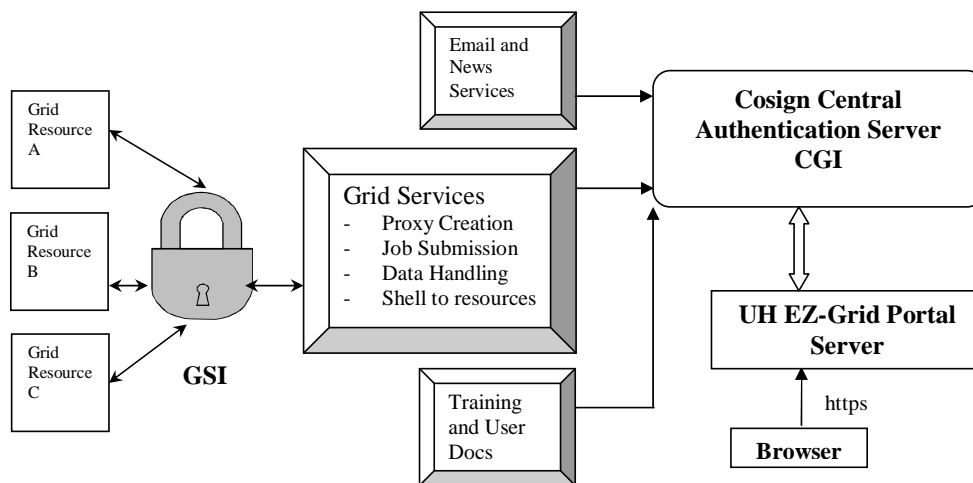 Email and
News
Services
Cosign Central
Authentication Server
CGI
Grid
Resource
A
Grid Services
- Proxy Creation
- Job Submission
- Data Handling
- Shell to resources
Grid
Resource
B
UH EZ-Grid Portal
Server
Grid
Resource
C
GSI
Training
and User
Docs
https
Browser